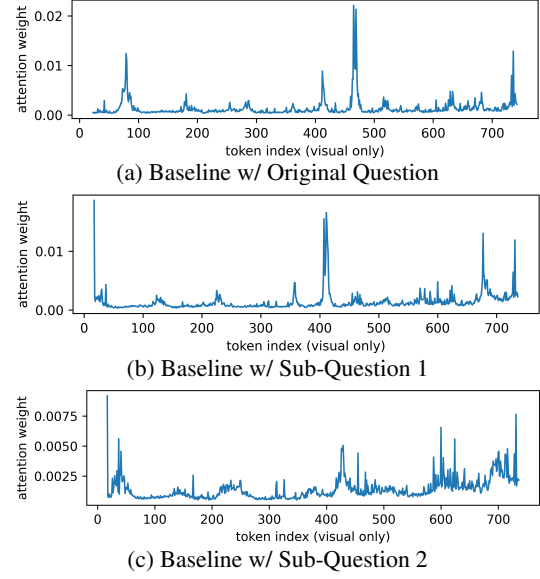 attention weight
0.02
0.01
0.00
0 100 200 300 400 500 600 700
token index (visual only)
(a) Baseline w/ Original Question
attention weight
0.01
0.00
0 100 200 300 400 500 600 700
token index (visual only)
(b) Baseline w/ Sub-Question 1
attention weight
0.0075
0.0050
0.0025
0 100 200 300 400 500 600 700
token index (visual only)
(c) Baseline w/ Sub-Question 2